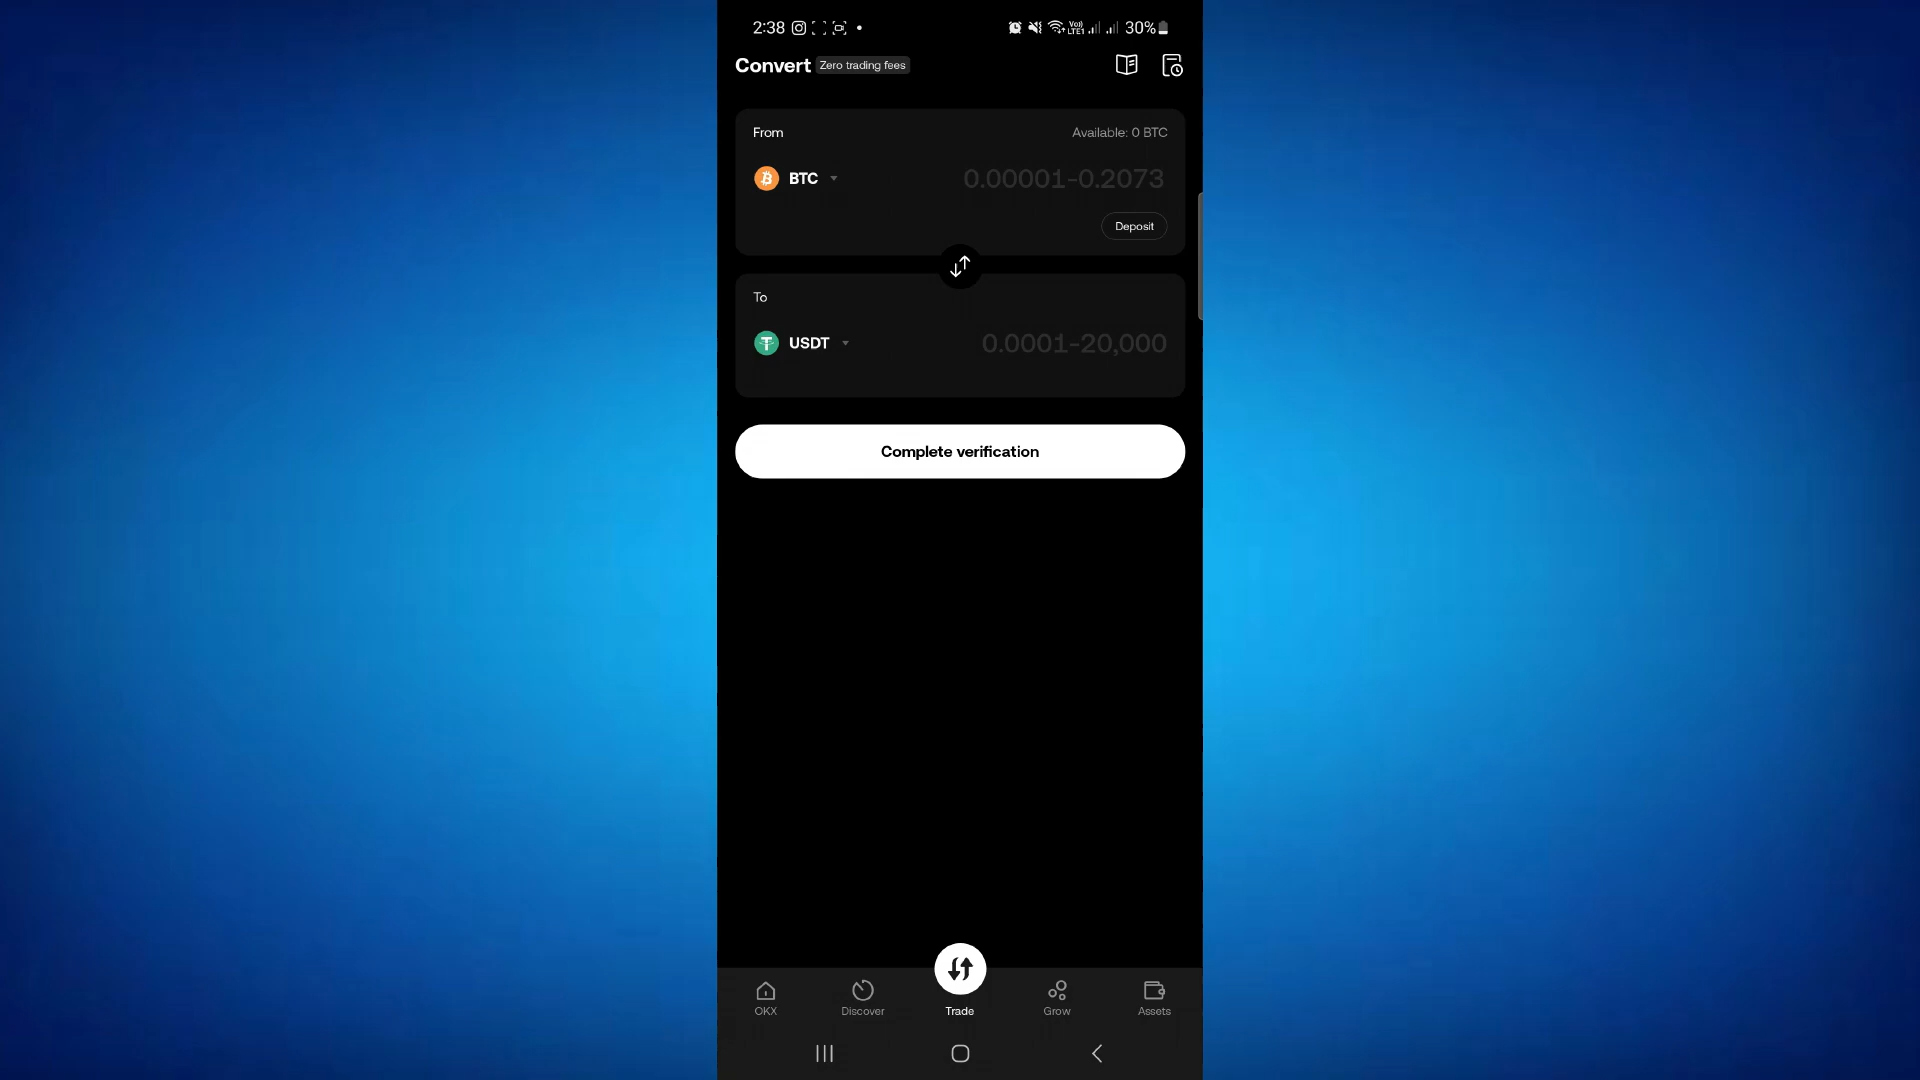 2:38 30%
Convert Zero trading fees
From Available: 0 BTC
BTC 0.00001-0.2073
Deposit
To
USDT 0.0001-20,000
Complete verification
OKX Discover Trade Grow Assets